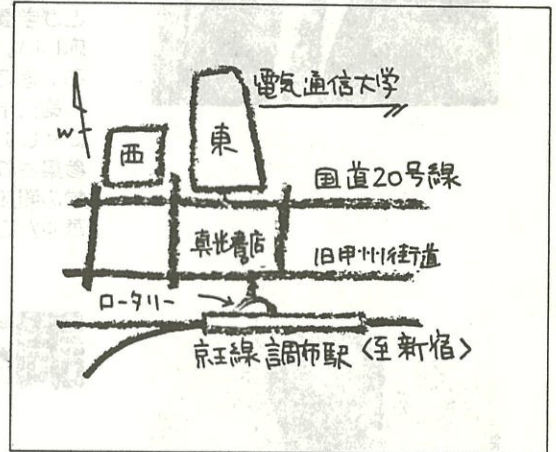 電気通信大学
W
西
東
国道20号線
真光書店
旧甲州街道
ロータリー
京王線調布駅〈至新宿〉